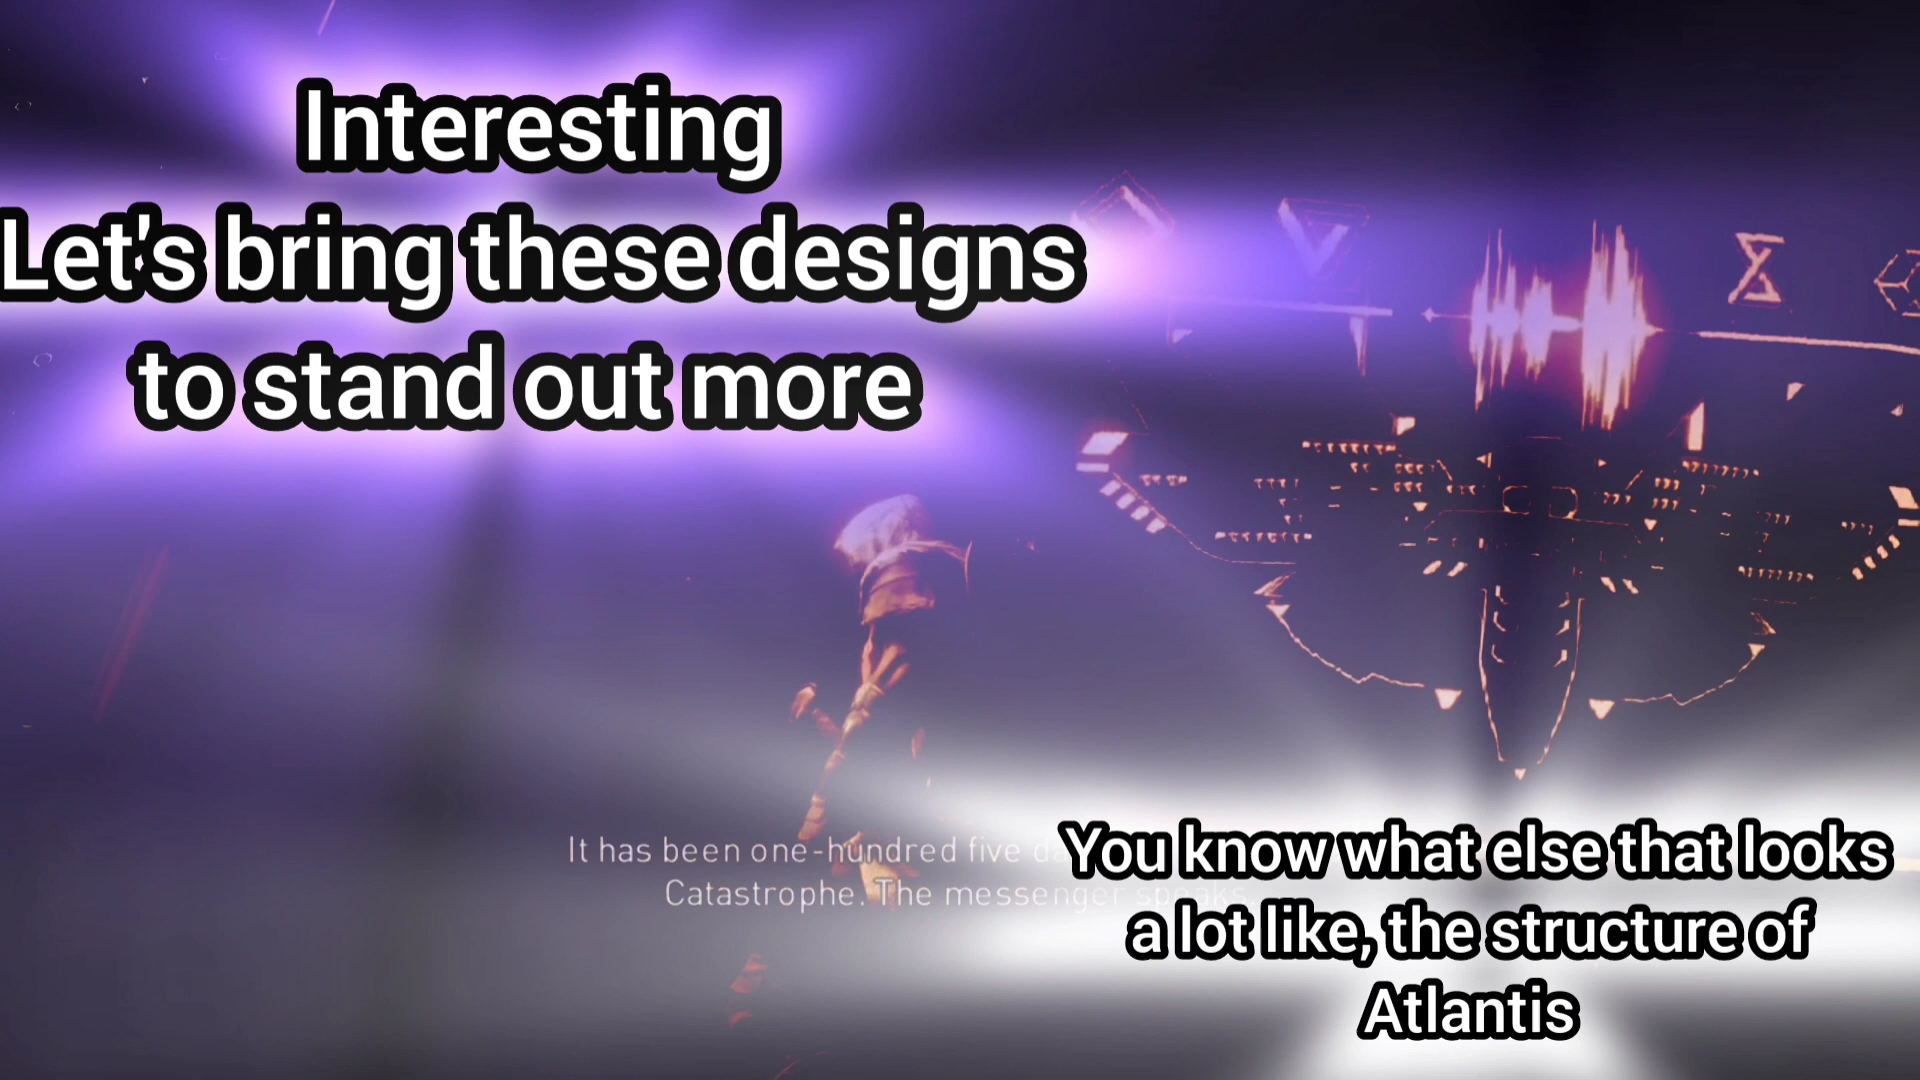 Interesting
Let's bring these designs
to stand out more
It has been one-hundred five
Catastrophe. The messenger speaks.
You know what else that looks
a lot like, the structure of
Atlantis